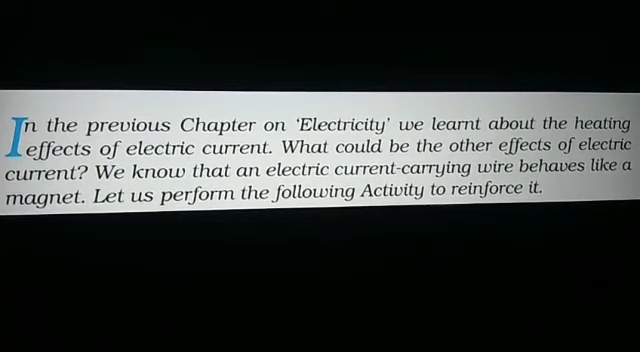 In the previous Chapter on ‘Electricity’ we learnt about the heating
effects of electric current. What could be the other effects of electric
current? We know that an electric current-carrying wire behaves like a
magnet. Let us perform the following Activity to reinforce it.